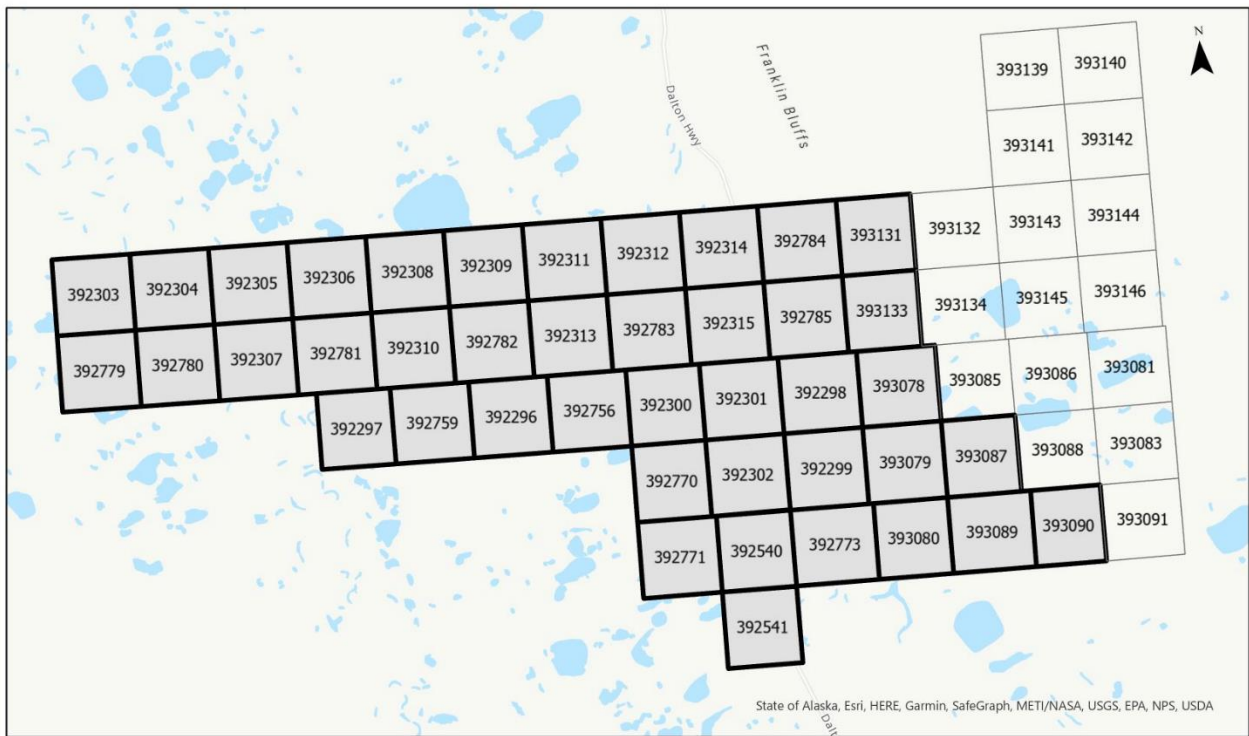 N
393139 393140
Dalton Hwy
Franklin Bluffs
393141 393142
392303 392304 392305 392306 392308 392309 392311 392312 392314 392784 393131 393132 393143 393144
392779 392780 392307 392781 392310 392782 392313 392783 392315 392785 393133 393134 393145 393146
392297 392759 392296 392756 392300 392301 392298 393078 393085 393086 393081
392770 392302 392299 393079 393087 393088 393083
392771 392540 392773 393080 393089 393090 393091
392541
Dalt
State of Alaska, Esri, HERE, Garmin, SafeGraph, METI/NASA, USGS, EPA, NPS, USDA